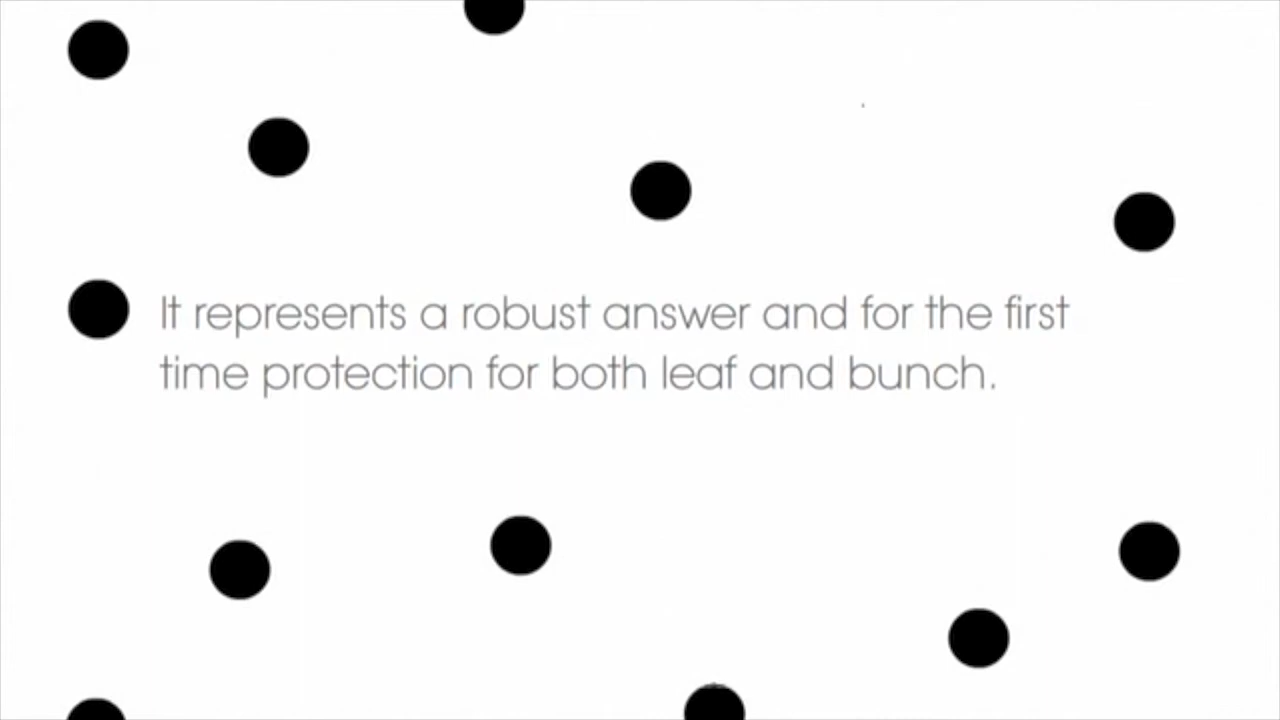 It represents a robust answer and for the first
time protection for both leaf and bunch.